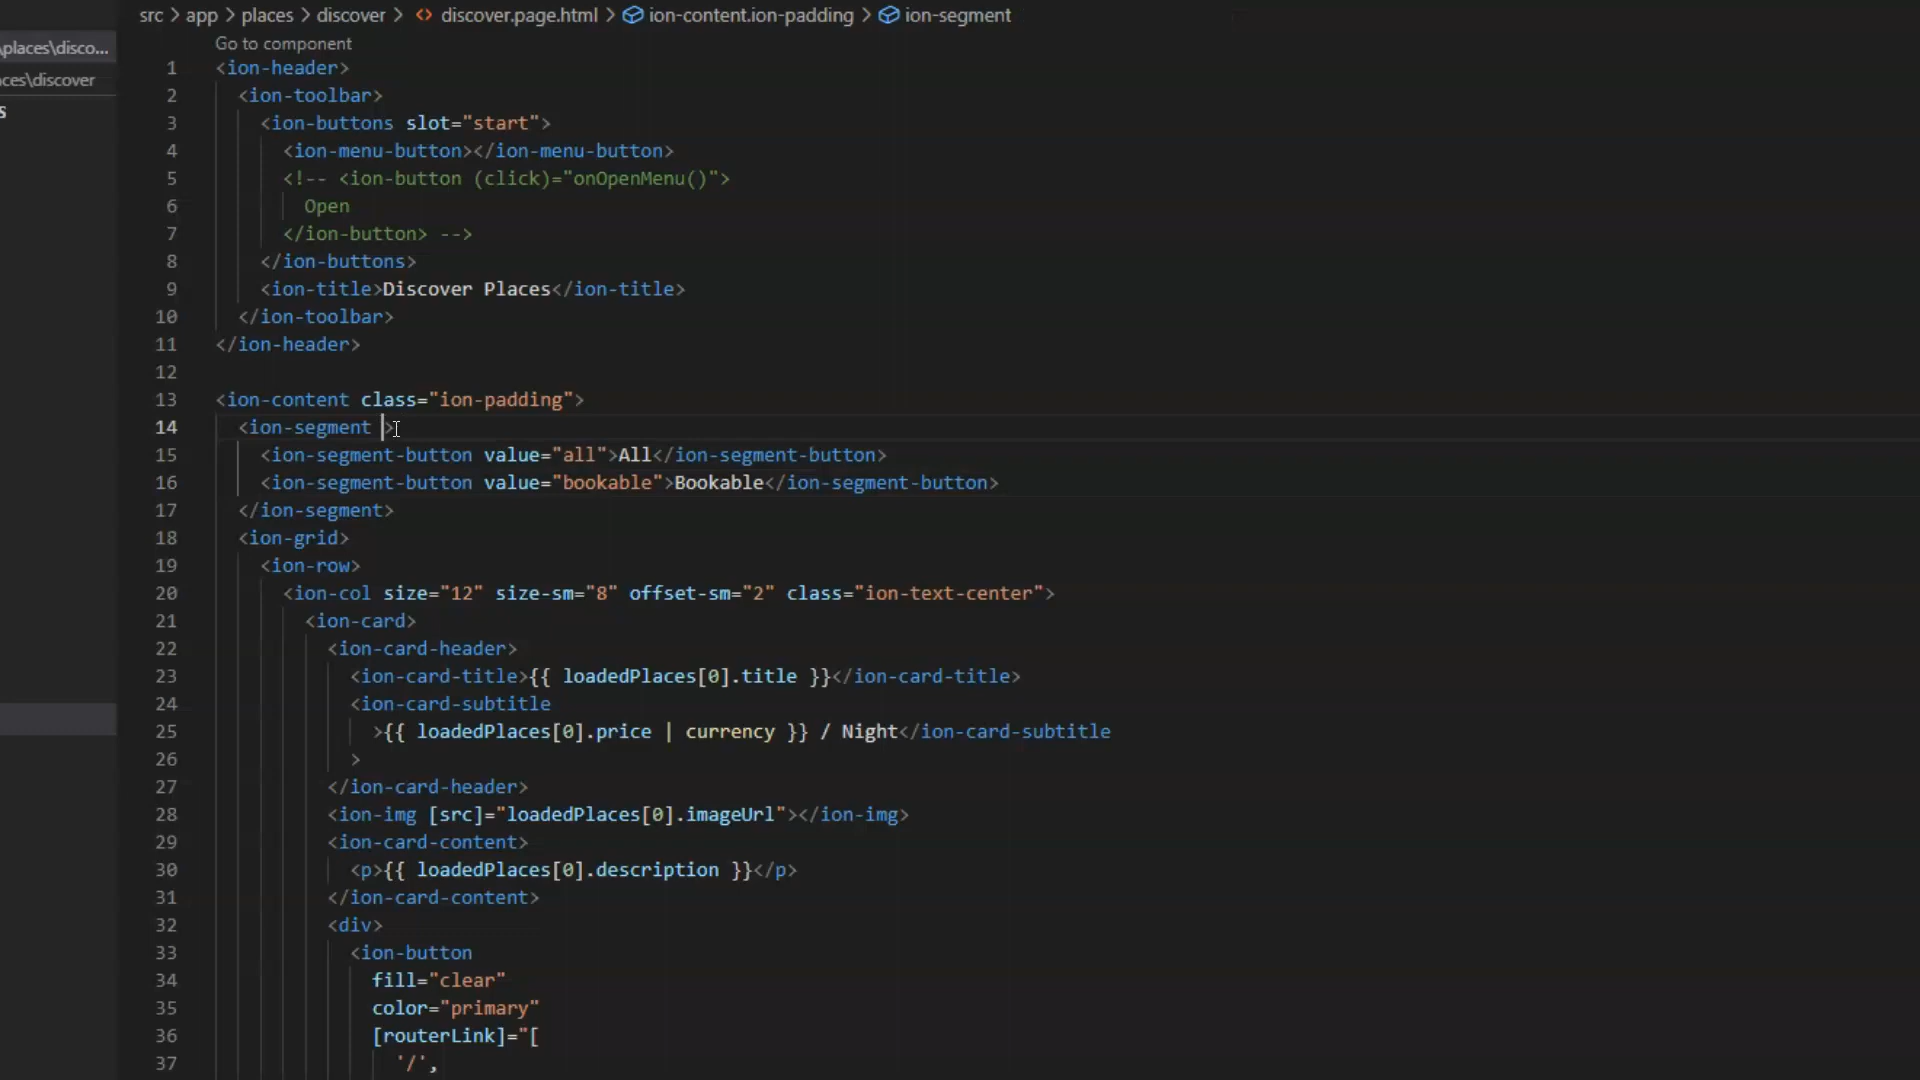 src > app > places > discover > <> discover.page.html > ion-content.ion-padding > ion-segment
\places\disco...
ces\discover
S
Go to component
1 <ion-header>
2 <ion-toolbar>
3 <ion-buttons slot="start">
4 <ion-menu-button></ion-menu-button>
5 <!-- <ion-button (click)="onOpenMenu()">
6 Open
7 </ion-button> -->
8 </ion-buttons>
9 <ion-title>Discover Places</ion-title>
10 </ion-toolbar>
11 </ion-header>
12
13 <ion-content class="ion-padding">
14 <ion-segment >
15 <ion-segment-button value="all">All</ion-segment-button>
16 <ion-segment-button value="bookable">Bookable</ion-segment-button>
17 </ion-segment>
18 <ion-grid>
19 <ion-row>
20 <ion-col size="12" size-sm="8" offset-sm="2" class="ion-text-center">
21 <ion-card>
22 <ion-card-header>
23 <ion-card-title>{{ loadedPlaces[0].title }}</ion-card-title>
24 <ion-card-subtitle
25 >{{ loadedPlaces[0].price | currency }} / Night</ion-card-subtitle
26 >
27 </ion-card-header>
28 <ion-img [src]="loadedPlaces[0].imageUrl"></ion-img>
29 <ion-card-content>
30 <p>{{ loadedPlaces[0].description }}</p>
31 </ion-card-content>
32 <div>
33 <ion-button
34 fill="clear"
35 color="primary"
36 [routerLink]="[
37 '/',